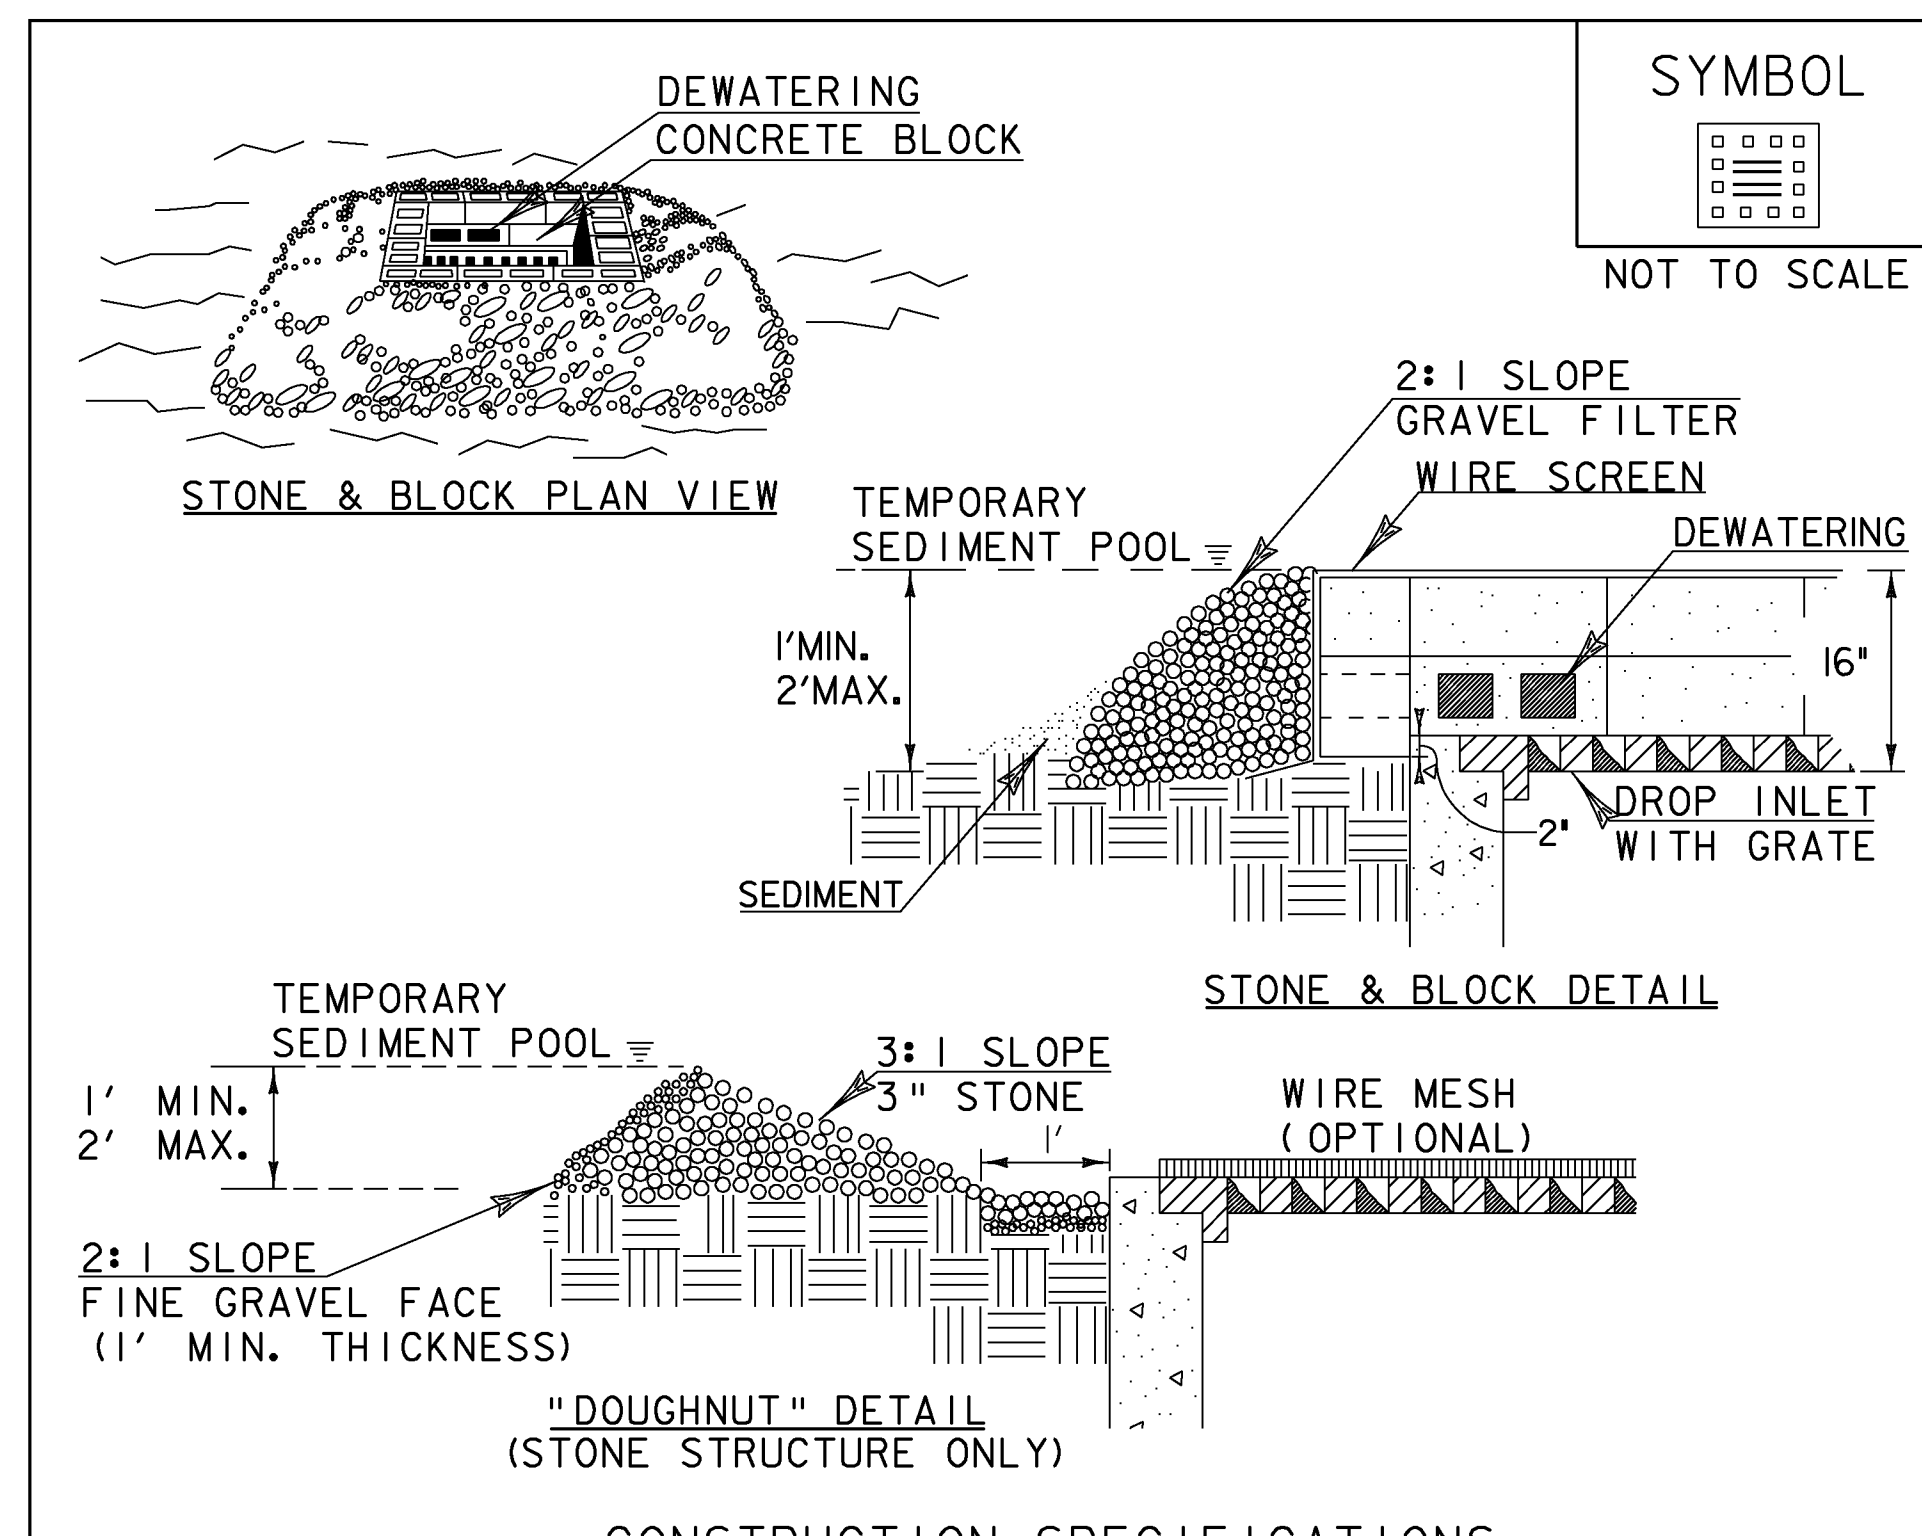 SYMBOL
NOT TO SCALE
DEWATERING
CONCRETE BLOCK
STONE & BLOCK PLAN VIEW
2:1 SLOPE
GRAVEL FILTER
WIRE SCREEN
DEWATERING
TEMPORARY
SEDIMENT POOL
1'MIN.
2'MAX.
16"
DROP INLET
WITH GRATE
2"
SEDIMENT
STONE & BLOCK DETAIL
TEMPORARY
SEDIMENT POOL
1' MIN.
2' MAX.
3:1 SLOPE
3" STONE
1'
WIRE MESH
(OPTIONAL)
2:1 SLOPE
FINE GRAVEL FACE
(1' MIN. THICKNESS)
"DOUGHNUT" DETAIL
(STONE STRUCTURE ONLY)
CONSTRUCTION SPECIFICATIONS